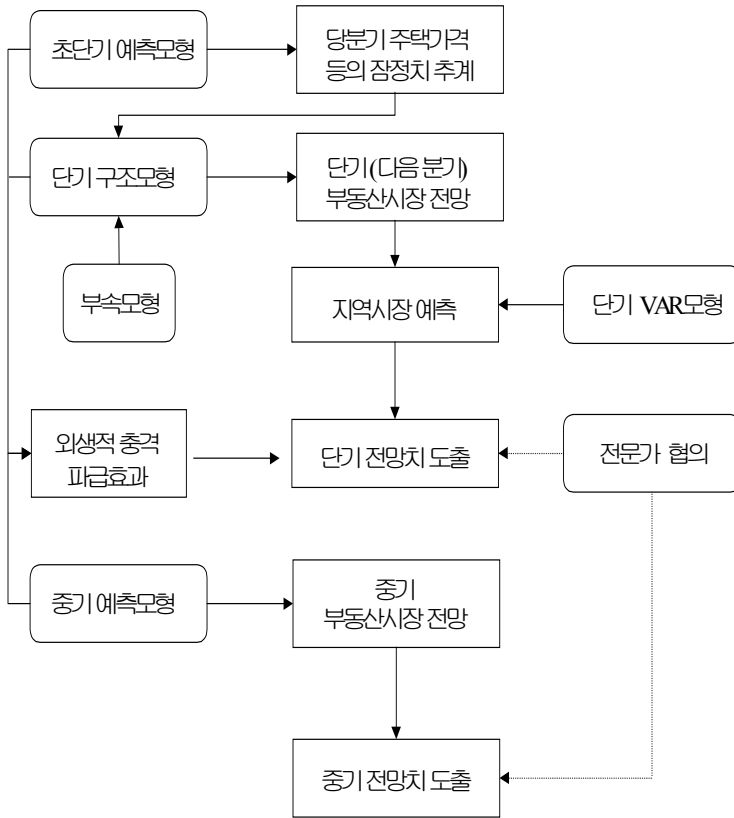 초단기 예측모형
당분기 주택가격
등의 잠정치 추계
단기 구조모형
단기 (다음 분기)
부동산시장 전망
부속모형
지역시장 예측
단기 VAR모형
외생적 충격
파급효과
단기 전망치 도출
전문가 협의
중기 예측모형
중기
부동산시장 전망
중기 전망치 도출